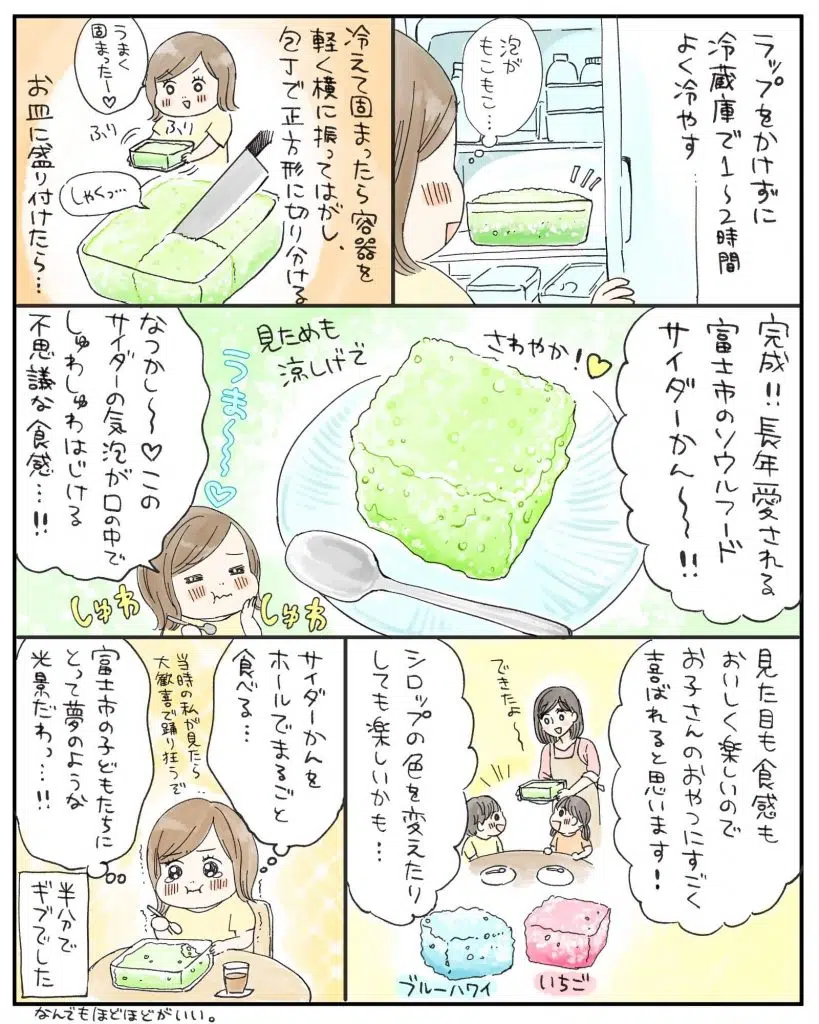 ラップをかけずに
冷蔵庫で1〜2時間
よく冷やす
泡が
もこもこ…
冷えて固まったら容器を
軽く横に振ってはがし、
包丁で正方形に切り分ける
うまく
固まったー♡
ふり
ふり
しゃくっ…
お皿に盛り付けたら…
完成!!長年愛される
富士市のソウルフード
サイダーかん〜〜!!
さわやか!♡
見ためも
涼しげで
うま〜〜〜♡
なつかし〜〜♡この
サイダーの気泡が口の中で
しゅわしゅわはじける
不思議な食感…!!
しゅわ
しゅわ
見た目も食感も
おいしく楽しいので
お子さんのおやつにすごく
喜ばれると思います!
できたよ〜
シロップの色を変えたり
しても楽しいかも…
ブルーハワイ
いちご
サイダーかんを
ホールでまるごと
食べる…
当時の私が見たら
大歓喜で踊り狂うで
富士市の子どもたちに
とって夢のような
光景だわっ…!!
半分で
ギブでした
なんでもほどほどがいい。